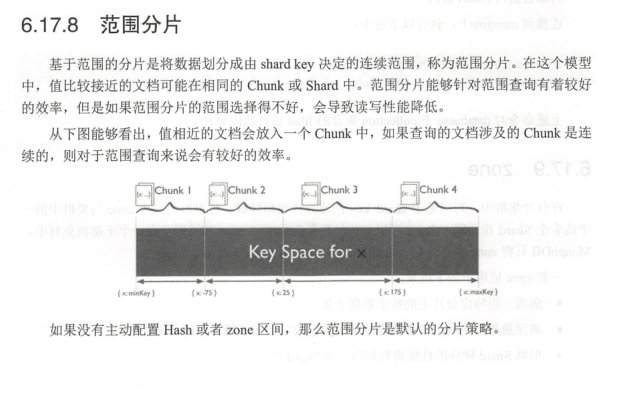 6.17.8 范围分片
基于范围的分片是将数据划分成由 shard key 决定的连续范围，称为范围分片。在这个模型
中，值比较接近的文档可能在相同的 Chunk 或 Shard 中。范围分片能够针对范围查询有着较好
的效率，但是如果范围分片的范围选择得不好，会导致读写性能降低。
从下图能够看出，值相近的文档会放入一个 Chunk 中，如果查询的文档涉及的 Chunk 是连
续的，则对于范围查询来说会有较好的效率。
{x:...} Chunk 1 {x:...} Chunk 2 {x:...} Chunk 3 {x:...} Chunk 4
Key Space for x
{ x: minKey } { x: -75 } { x: 25 } { x: 175 } { x: maxKey }
如果没有主动配置 Hash 或者 zone 区间，那么范围分片是默认的分片策略。